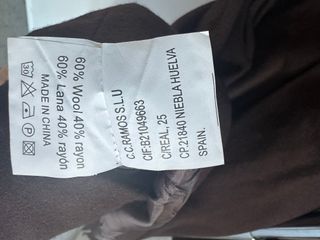 60% Wool 40% rayon
60% Lana 40% rayón
MADE IN CHINA
C.C.RAMOS S.L.U
CIF:B21049663
C/REAL, 25
CP.21840 NIEBLA HUELVA
SPAIN.